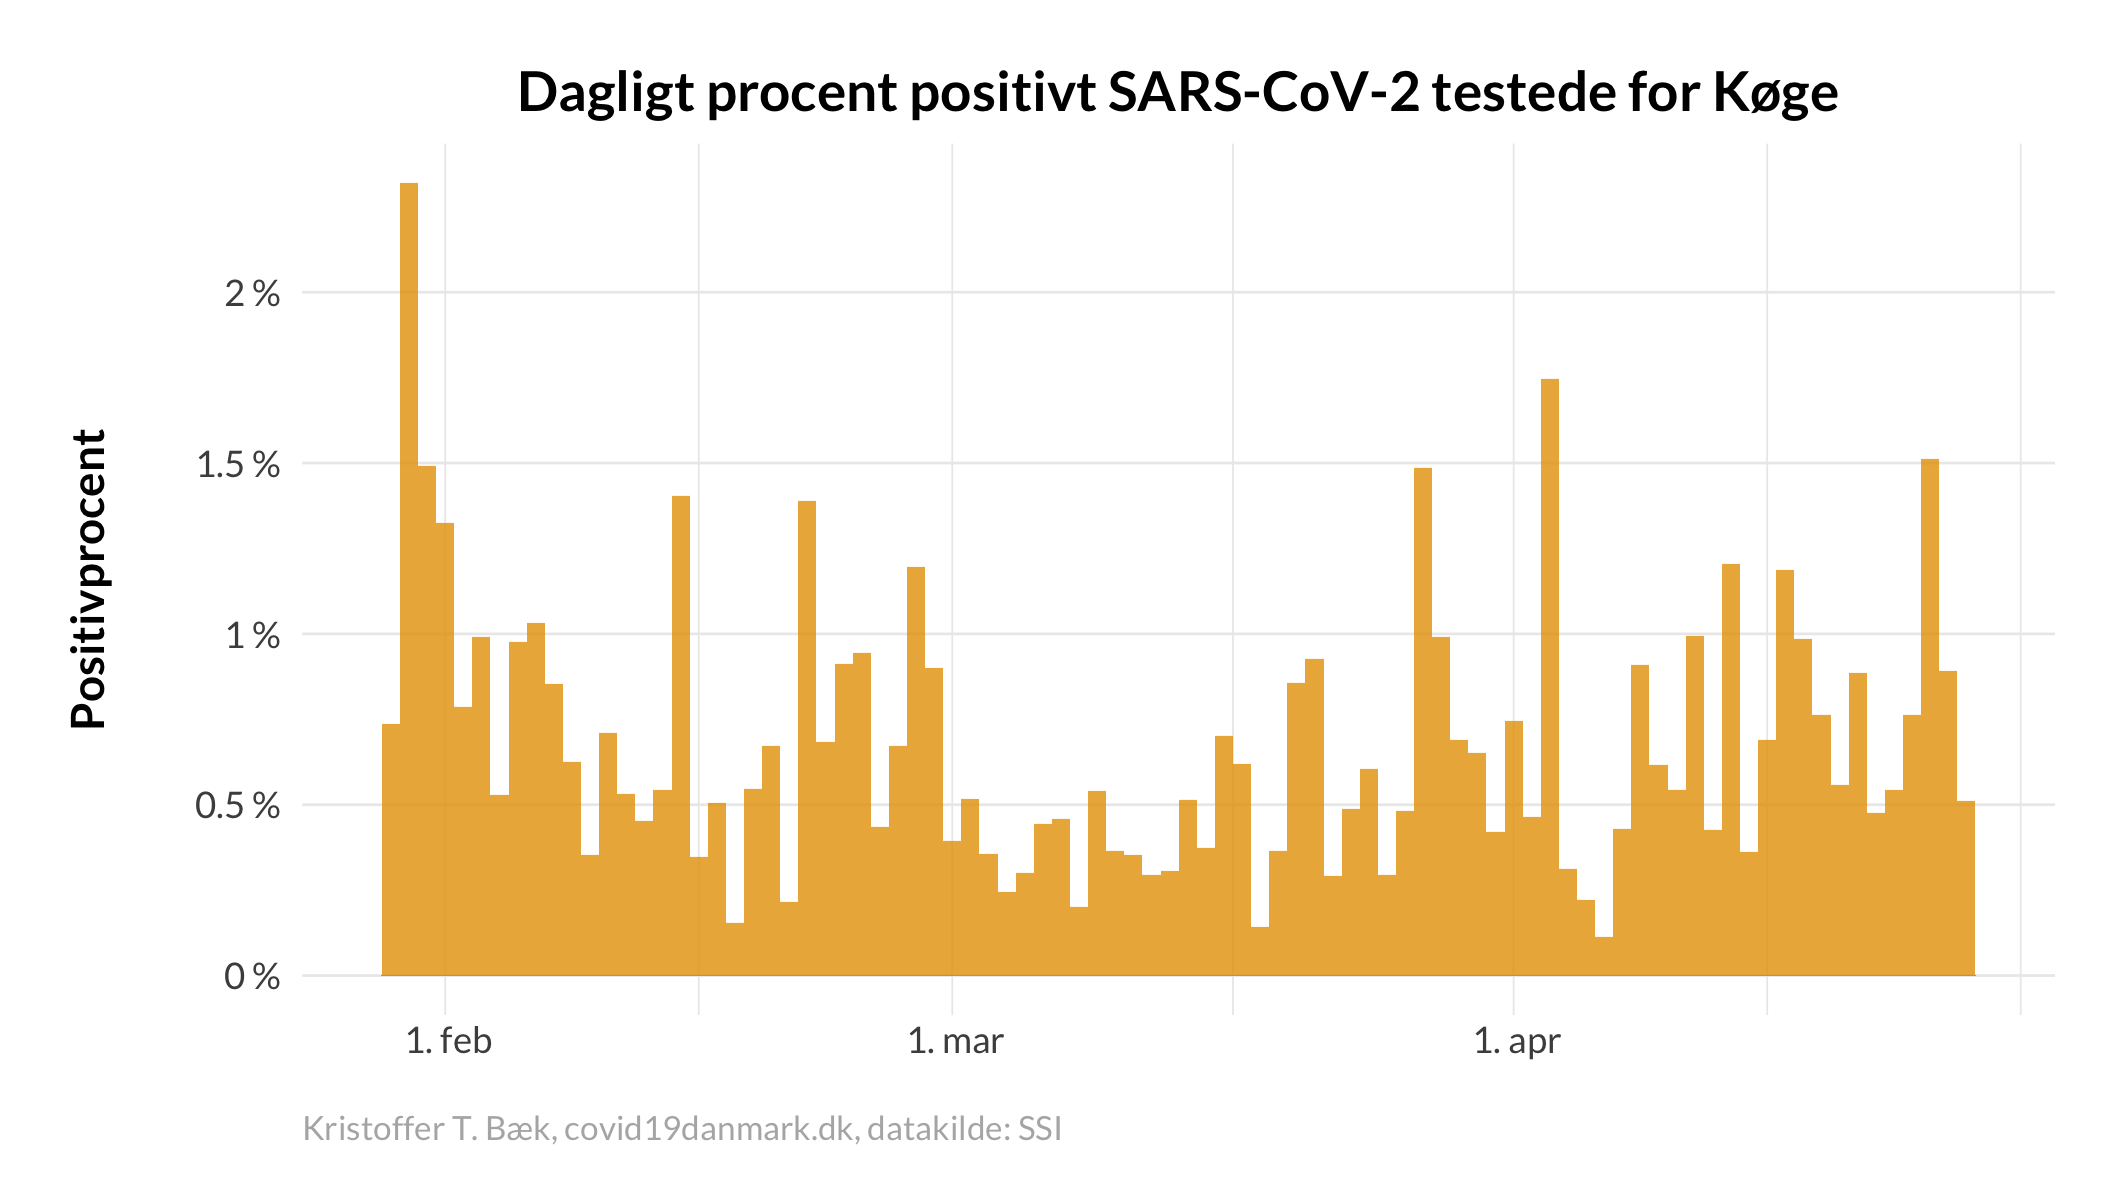 Dagligt procent positivt SARS-CoV-2 testede for Køge
Positivprocent
2 %
1.5 %
1 %
0.5 %
0 %
1. feb
1. mar
1. apr
Kristoffer T. Bæk, covid19danmark.dk, datakilde: SSI